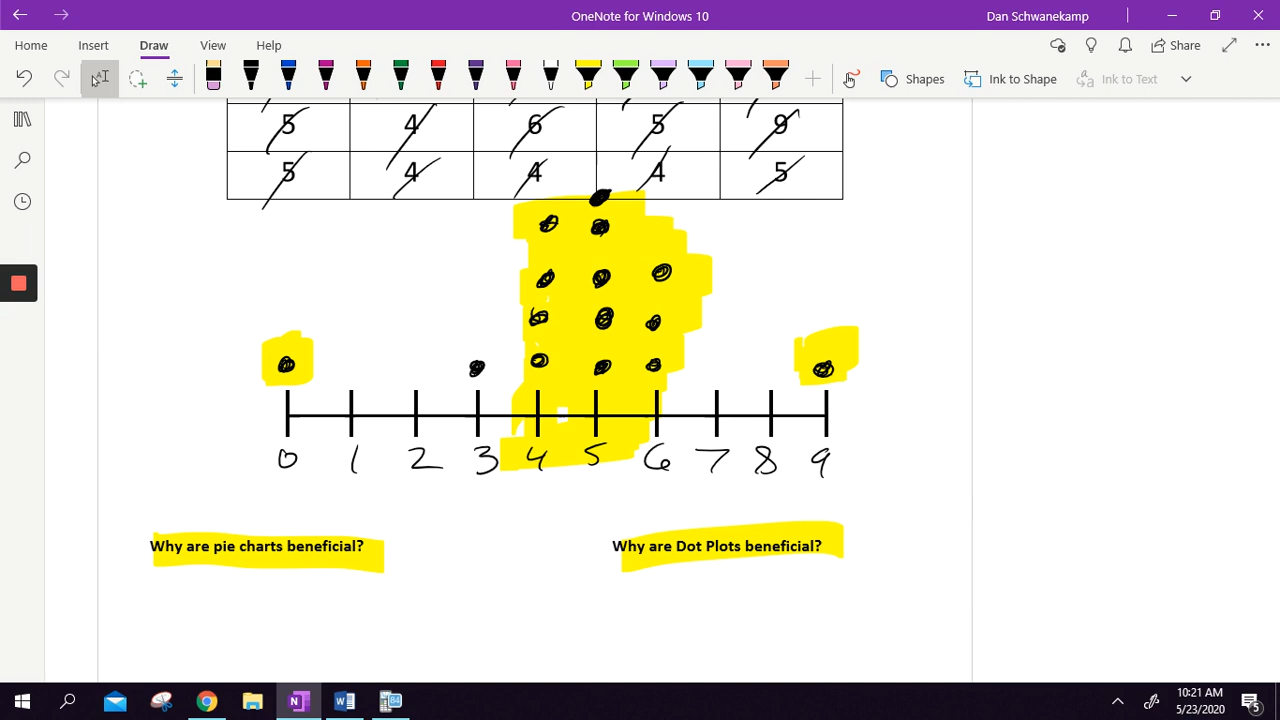 OneNote for Windows 10
Dan Schwanekamp
Home Insert Draw View Help
Share
Shapes Ink to Shape Ink to Text
5 4 6 5 9
5 4 4 4 5
0 1 2 3 4 5 6 7 8 9
Why are pie charts beneficial? Why are Dot Plots beneficial?
10:21 AM
5/23/2020
5